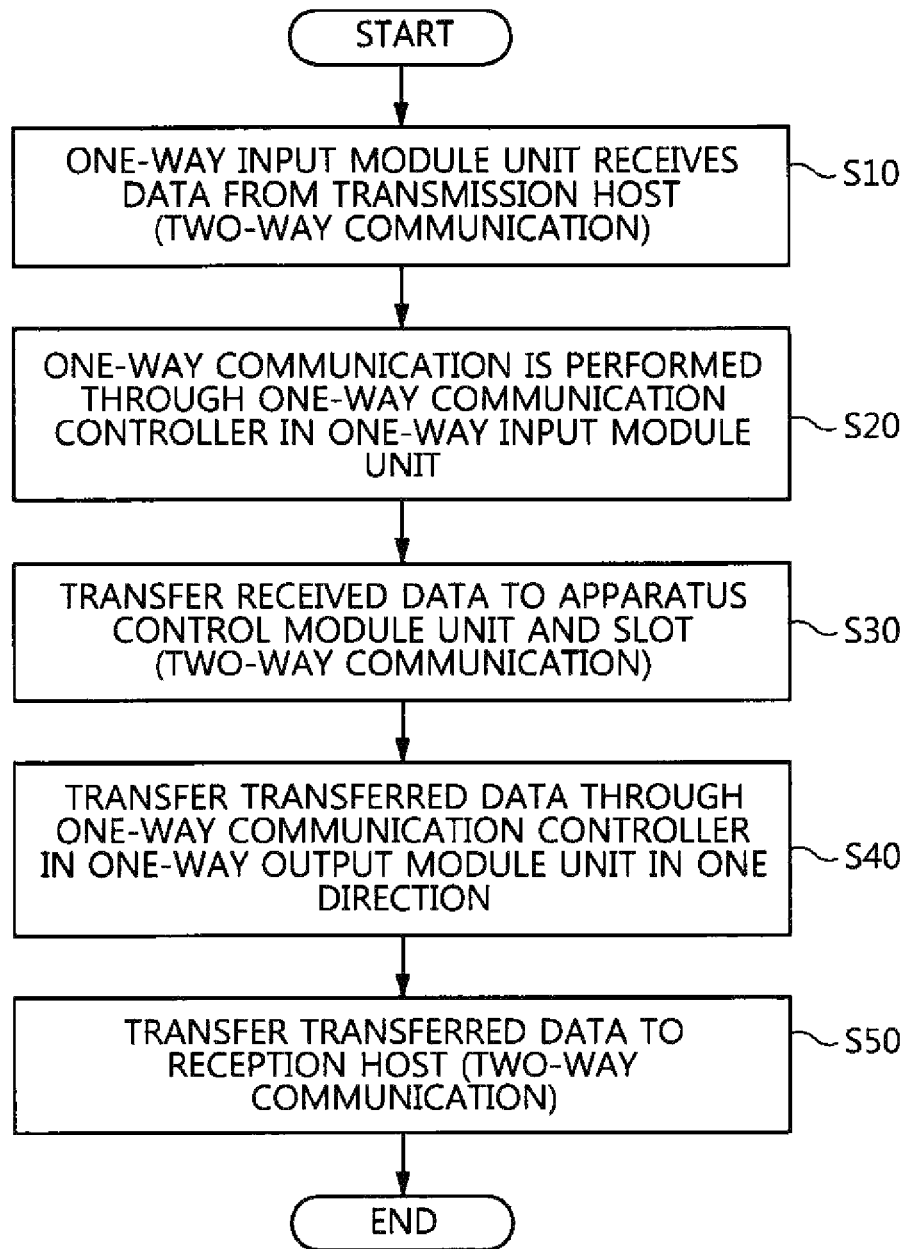 START
ONE-WAY INPUT MODULE UNIT RECEIVES
DATA FROM TRANSMISSION HOST
(TWO-WAY COMMUNICATION)
S10
ONE-WAY COMMUNICATION IS PERFORMED
THROUGH ONE-WAY COMMUNICATION
CONTROLLER IN ONE-WAY INPUT MODULE
UNIT
S20
TRANSFER RECEIVED DATA TO APPARATUS
CONTROL MODULE UNIT AND SLOT
(TWO-WAY COMMUNICATION)
S30
TRANSFER TRANSFERRED DATA THROUGH
ONE-WAY COMMUNICATION CONTROLLER
IN ONE-WAY OUTPUT MODULE UNIT IN ONE
DIRECTION
S40
TRANSFER TRANSFERRED DATA TO
RECEPTION HOST (TWO-WAY
COMMUNICATION)
S50
END